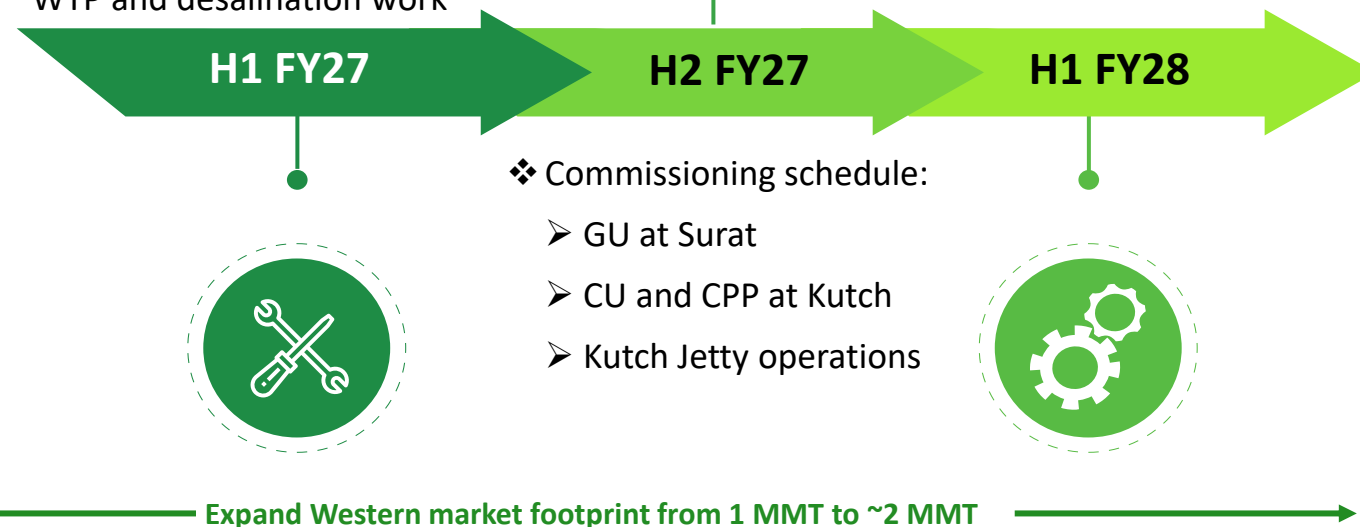 WTP and desalination work
H1 FY27
H2 FY27
H1 FY28
❖ Commissioning schedule:
➢ GU at Surat
➢ CU and CPP at Kutch
➢ Kutch Jetty operations
Expand Western market footprint from 1 MMT to ~2 MMT